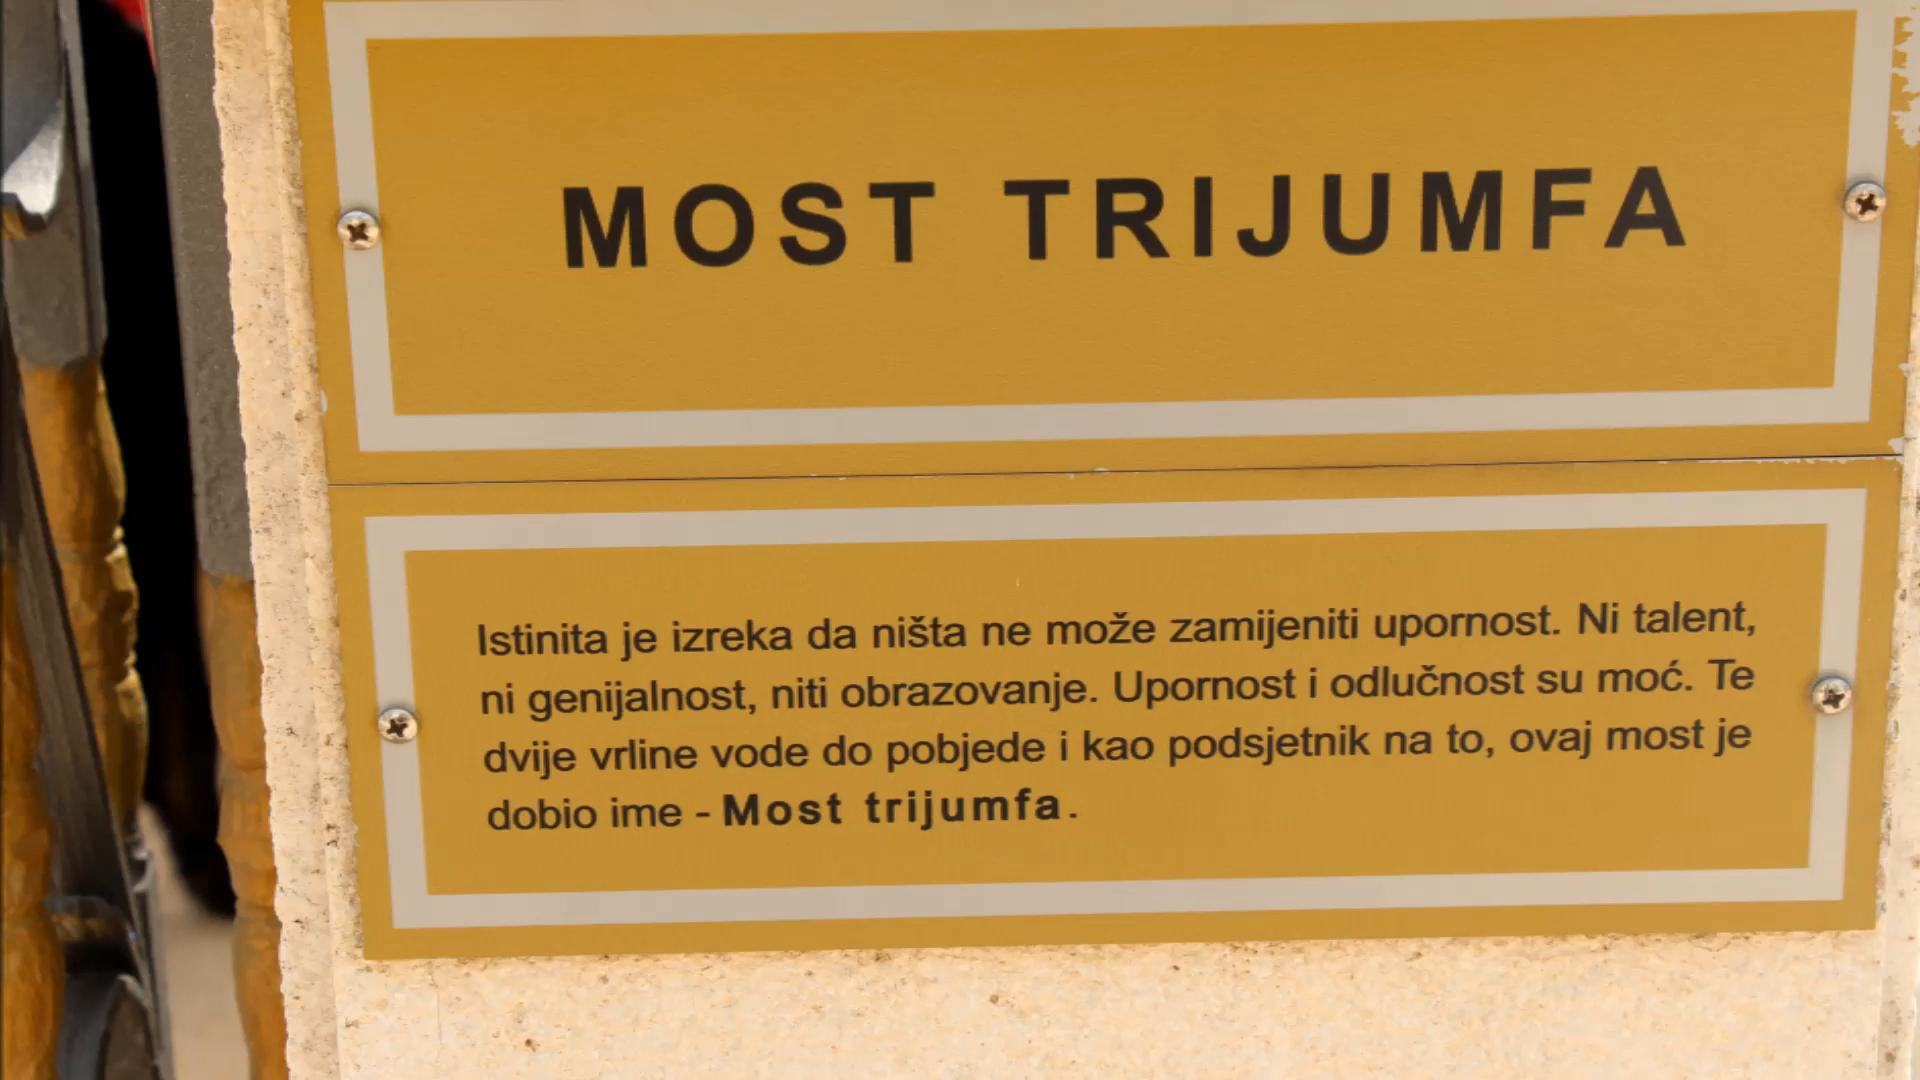 MOST TRIJUMFA
Istinita je izreka da ništa ne može zamijeniti upornost. Ni talent,
ni genijalnost, niti obrazovanje. Upornost i odlučnost su moć. Te
dvije vrline vode do pobjede i kao podsjetnik na to, ovaj most je
dobio ime - Most trijumfa.